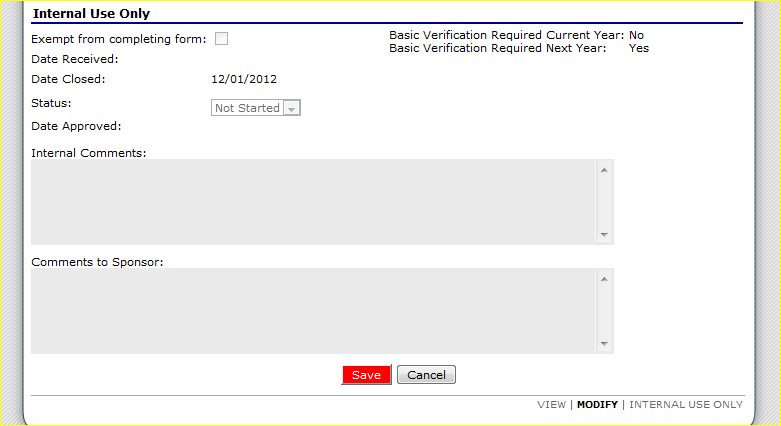 Internal Use Only
Exempt from completing form:
Basic Verification Required Current Year: No
Basic Verification Required Next Year: Yes
Date Received:
Date Closed: 12/01/2012
Status: Not Started
Date Approved:
Internal Comments:
Comments to Sponsor:
Save Cancel
VIEW | MODIFY | INTERNAL USE ONLY